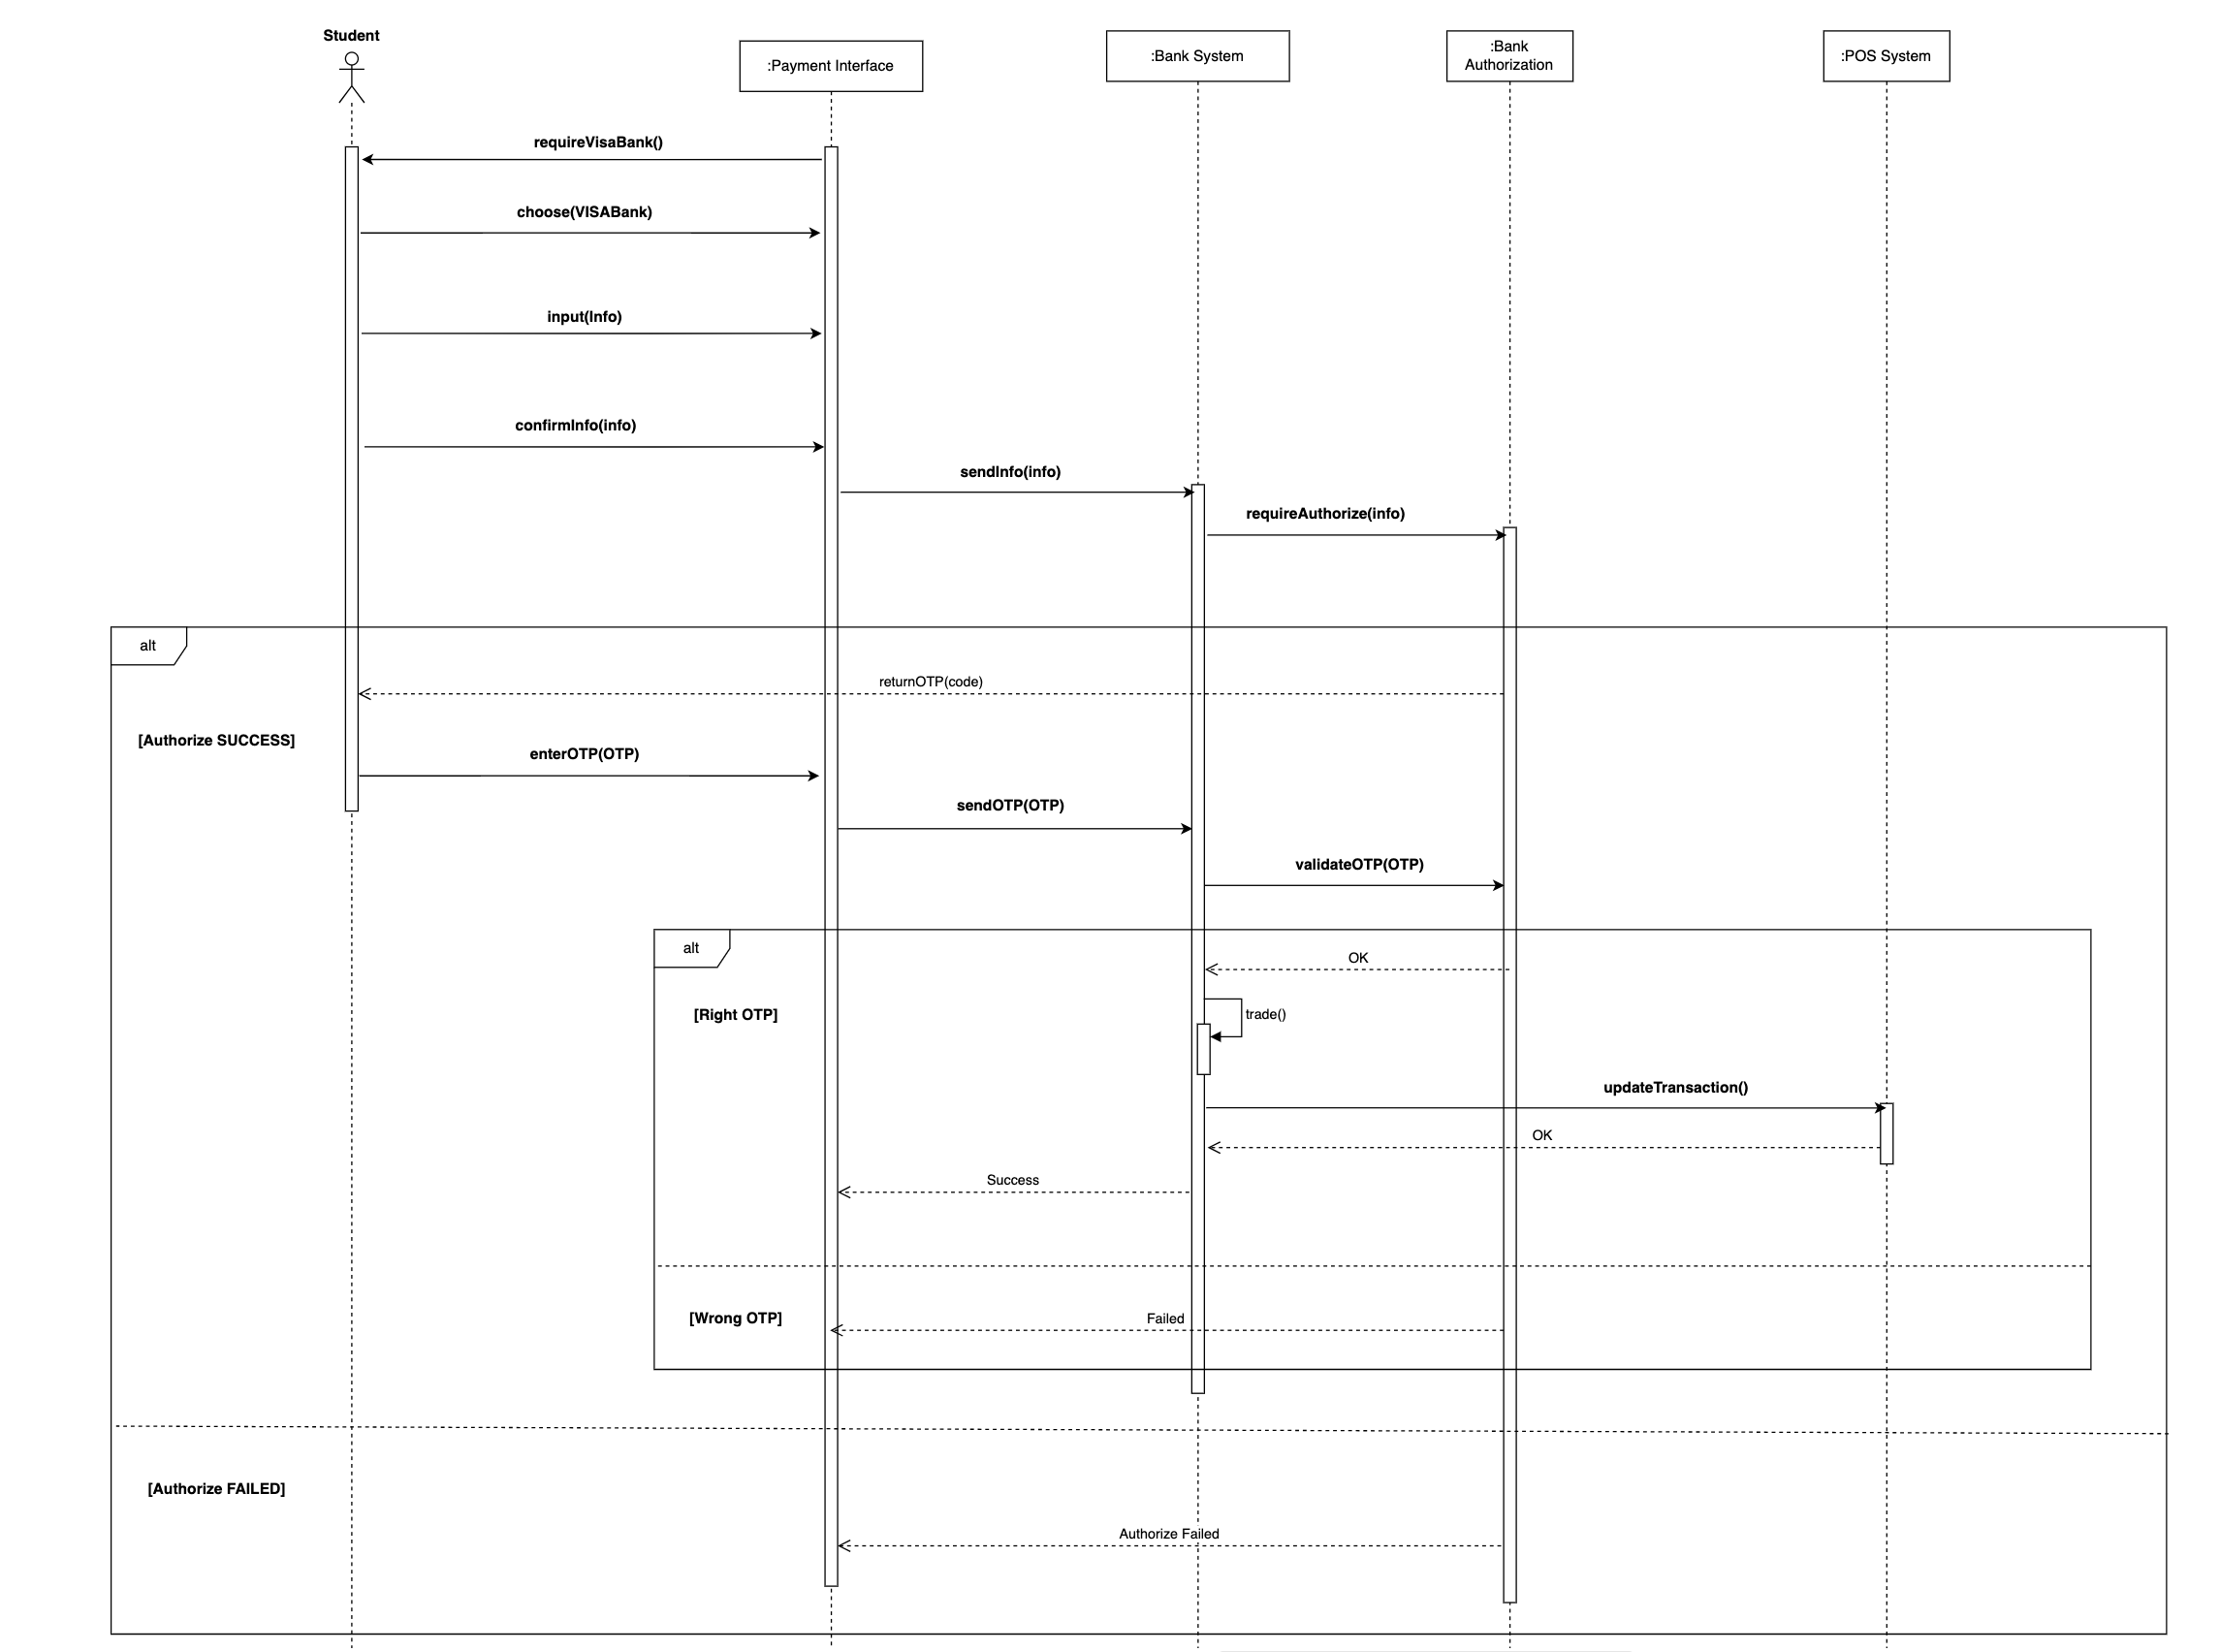 Student
:Payment Interface
:Bank System
:Bank
Authorization
:POS System
requireVisaBank()
choose(VISABank)
input(Info)
confirmInfo(info)
sendInfo(info)
requireAuthorize(info)
alt
returnOTP(code)
[Authorize SUCCESS]
enterOTP(OTP)
sendOTP(OTP)
validateOTP(OTP)
alt
OK
[Right OTP]
trade()
updateTransaction()
OK
Success
[Wrong OTP]
Failed
[Authorize FAILED]
Authorize Failed